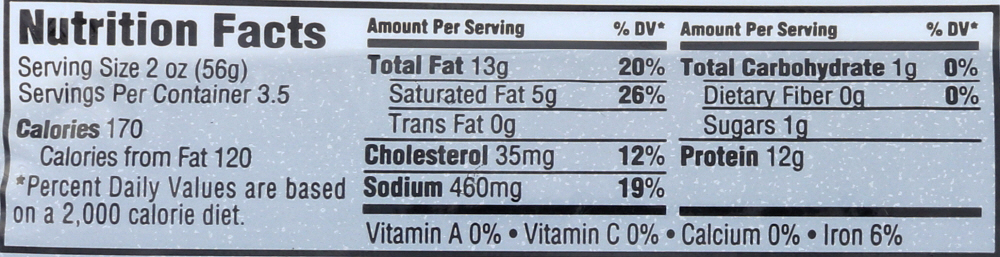 Nutrition Facts
Serving Size 2 oz (56g)
Servings Per Container 3.5
Calories 170
Calories from Fat 120
*Percent Daily Values are based
on a 2,000 calorie diet.
Amount Per Serving % DV*
Total Fat 13g 20%
Saturated Fat 5g 26%
Trans Fat 0g
Cholesterol 35mg 12%
Sodium 460mg 19%
Amount Per Serving % DV*
Total Carbohydrate 1g 0%
Dietary Fiber 0g 0%
Sugars 1g
Protein 12g
Vitamin A 0% • Vitamin C 0% • Calcium 0% • Iron 6%